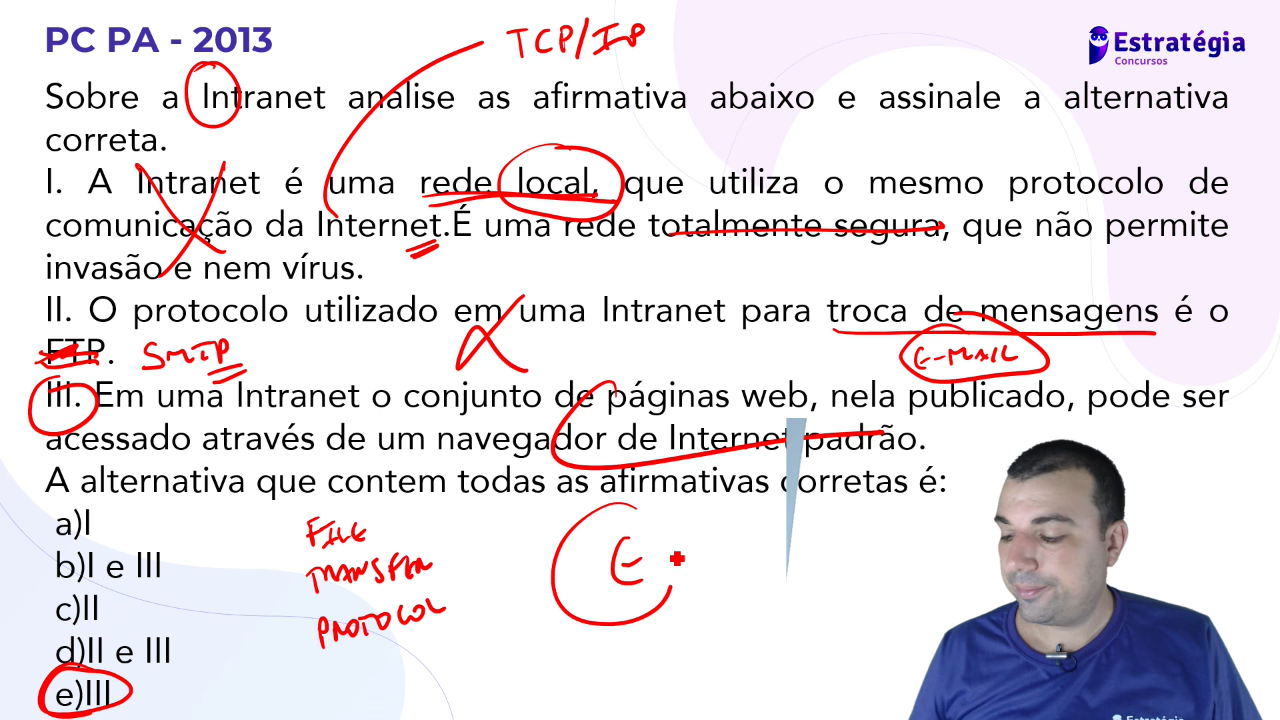 PC PA - 2013
TCP/IP
Estratégia
Concursos
Sobre a Intranet analise as afirmativa abaixo e assinale a alternativa
correta.
I. A Intranet é uma rede local, que utiliza o mesmo protocolo de
comunicação da Internet.É uma rede totalmente segura, que não permite
invasão e nem vírus.
II. O protocolo utilizado em uma Intranet para troca de mensagens é o
FTP. SMTP E-MAIL
III. Em uma Intranet o conjunto de páginas web, nela publicado, pode ser
acessado através de um navegador de Internet padrão.
A alternativa que contem todas as afirmativas corretas é:
a)I
b)I e III
c)II
d)II e III
e)III
FILE
TRANSFER
PROTOCOL
E
Estratégia